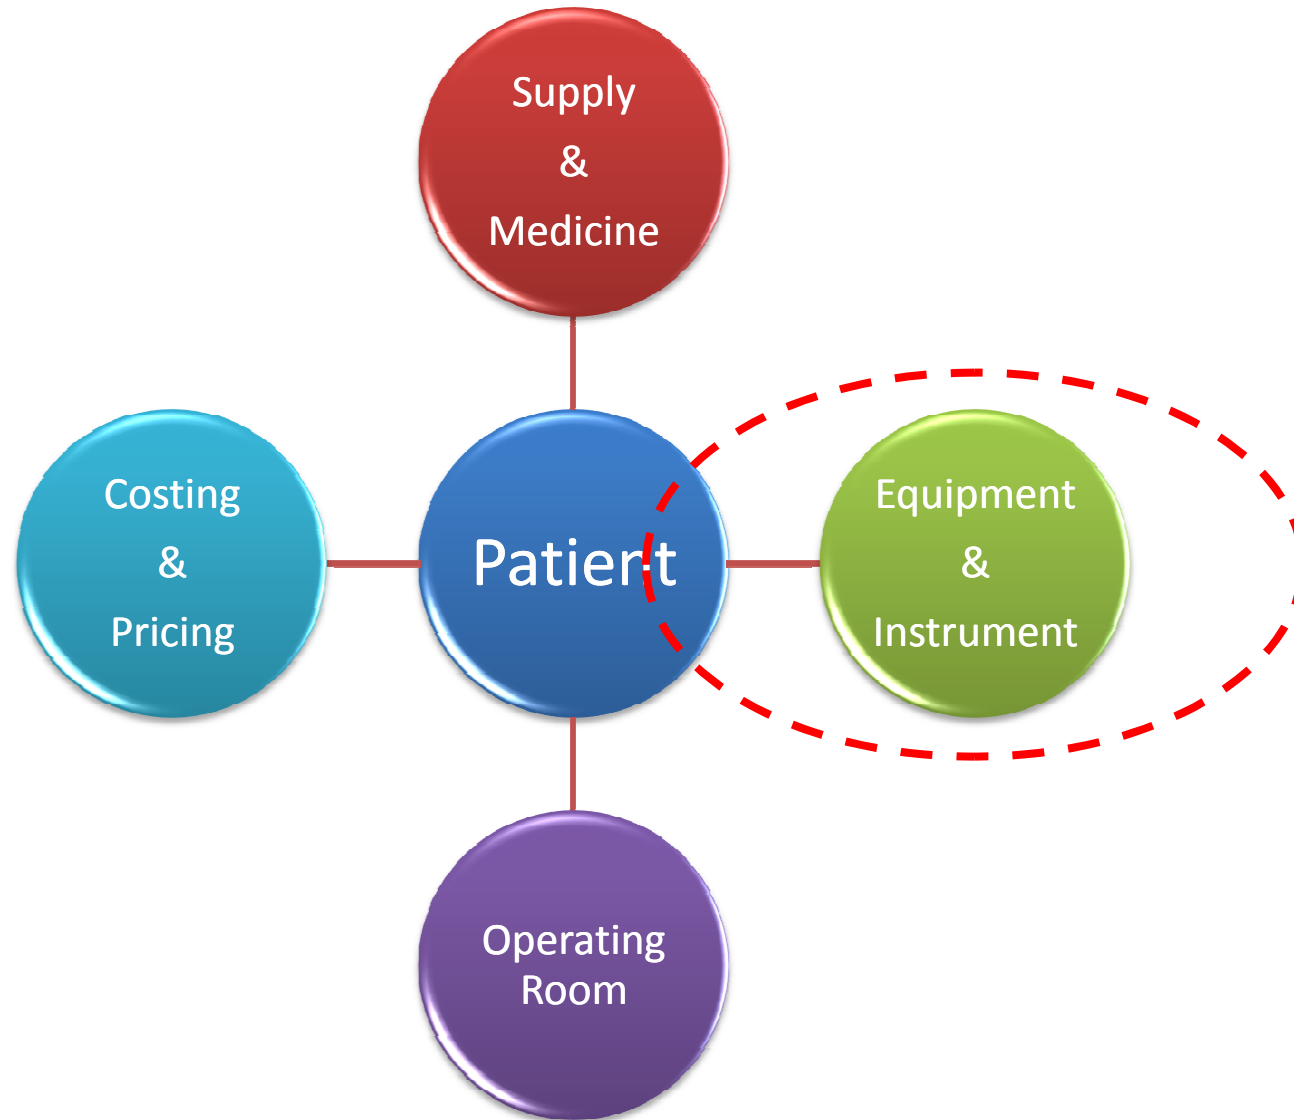 Supply
&
Medicine
Costing
&
Pricing
Patient
Equipment
&
Instrument
Operating
Room